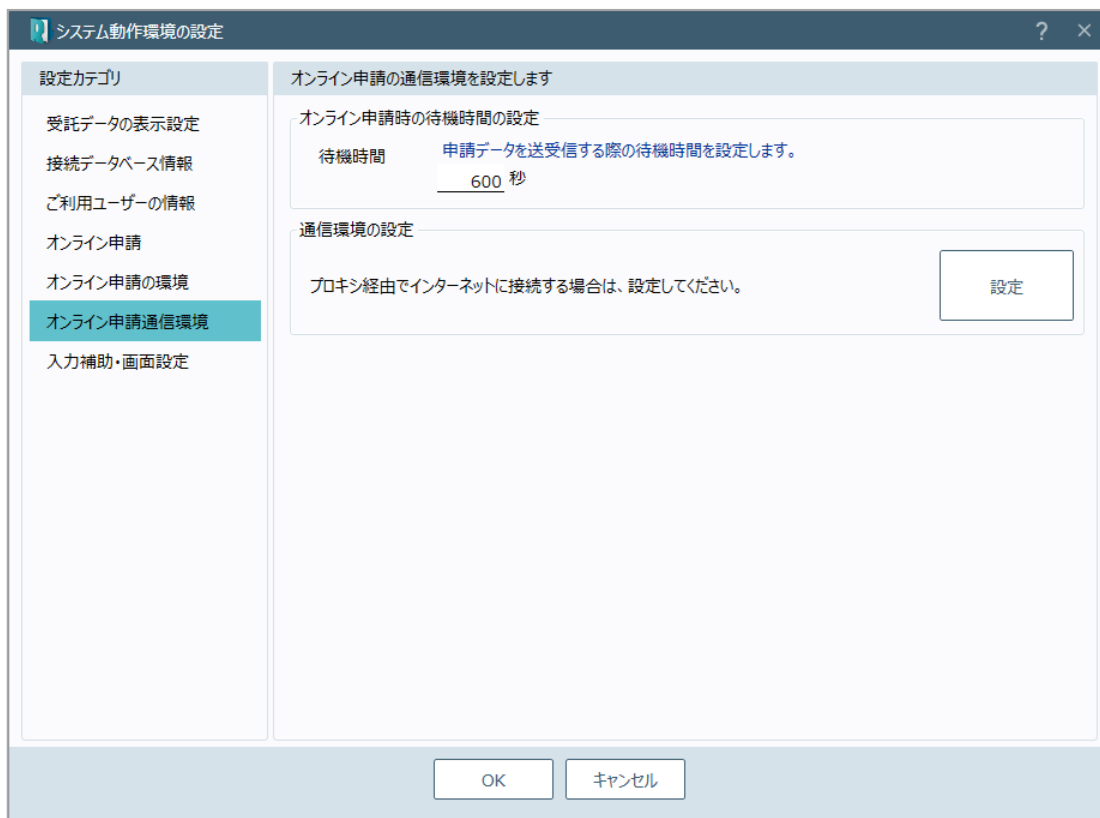 システム動作環境の設定
? ×
設定カテゴリ
受託データの表示設定
接続データベース情報
ご利用ユーザーの情報
オンライン申請
オンライン申請の環境
オンライン申請通信環境
入力補助・画面設定
オンライン申請の通信環境を設定します
オンライン申請時の待機時間の設定
待機時間 申請データを送受信する際の待機時間を設定します。
600 秒
通信環境の設定
プロキシ経由でインターネットに接続する場合は、設定してください。
設定
OK キャンセル